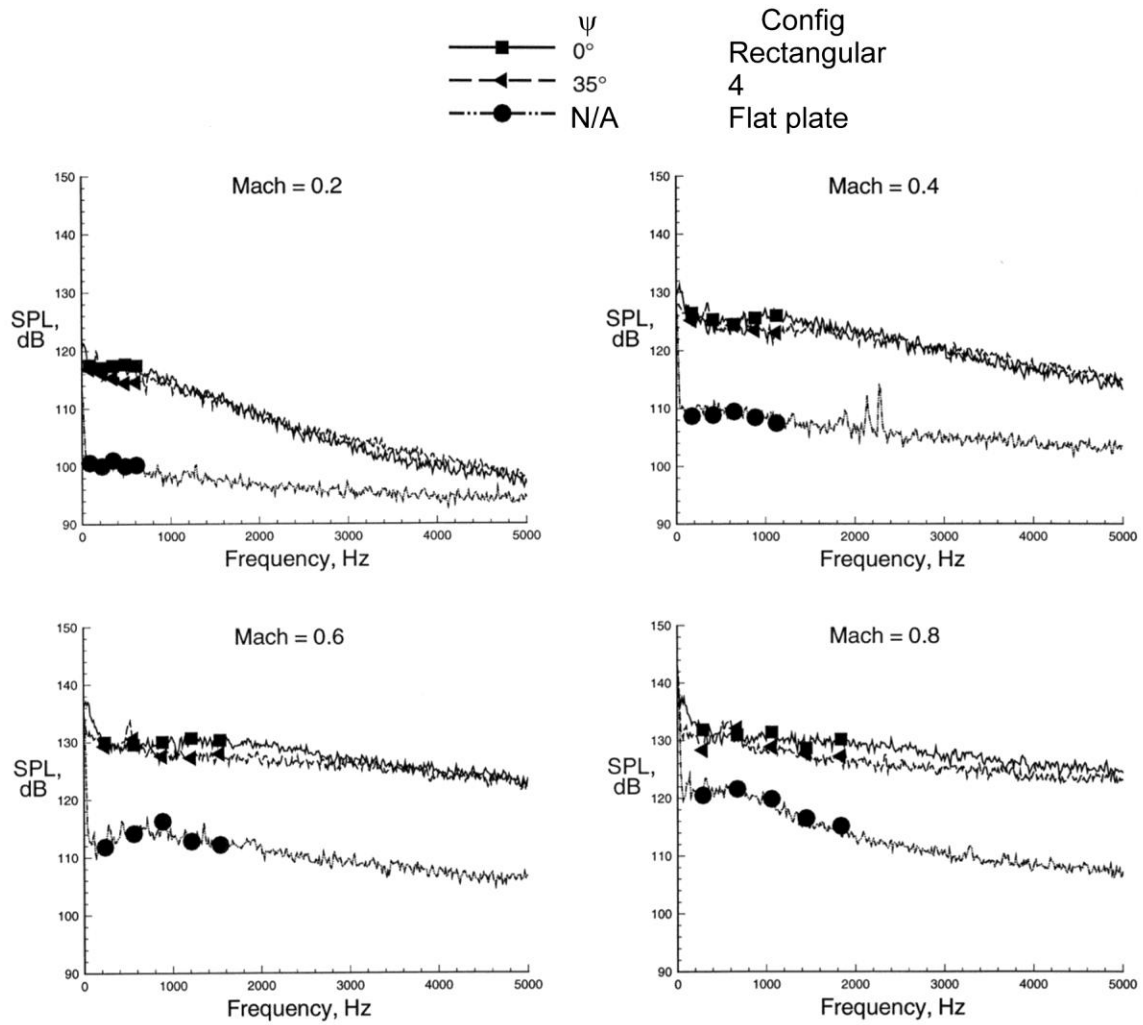 ψ Config
0° Rectangular
35° 4
N/A Flat plate
Mach = 0.2
150
140
130
SPL,
dB
120
110
100
90
0 1000 2000 3000 4000 5000
Frequency, Hz
Mach = 0.4
150
140
130
SPL,
dB
120
110
100
90
0 1000 2000 3000 4000 5000
Frequency, Hz
Mach = 0.6
150
140
130
SPL,
dB
120
110
100
90
0 1000 2000 3000 4000 5000
Frequency, Hz
Mach = 0.8
150
140
130
SPL,
dB
120
110
100
90
0 1000 2000 3000 4000 5000
Frequency, Hz